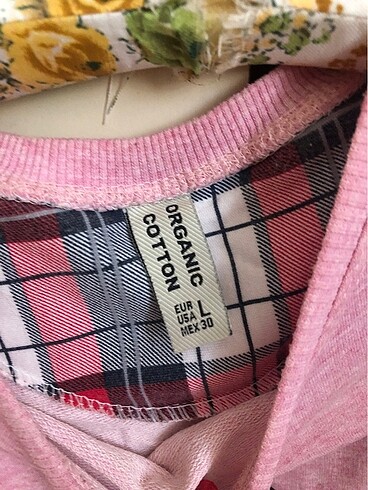 ORGANIC
COTTON
EUR
USA L
MEX 30